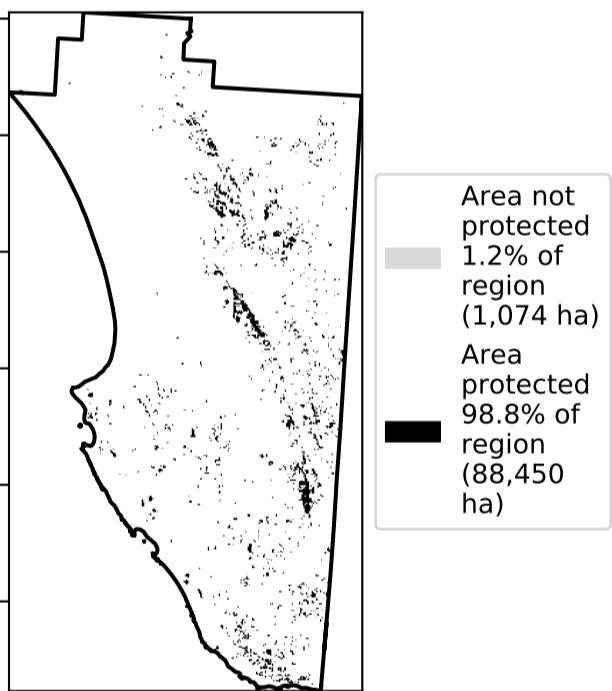 Area not
protected
1.2% of
region
(1,074 ha)
Area
protected
98.8% of
region
(88,450
ha)